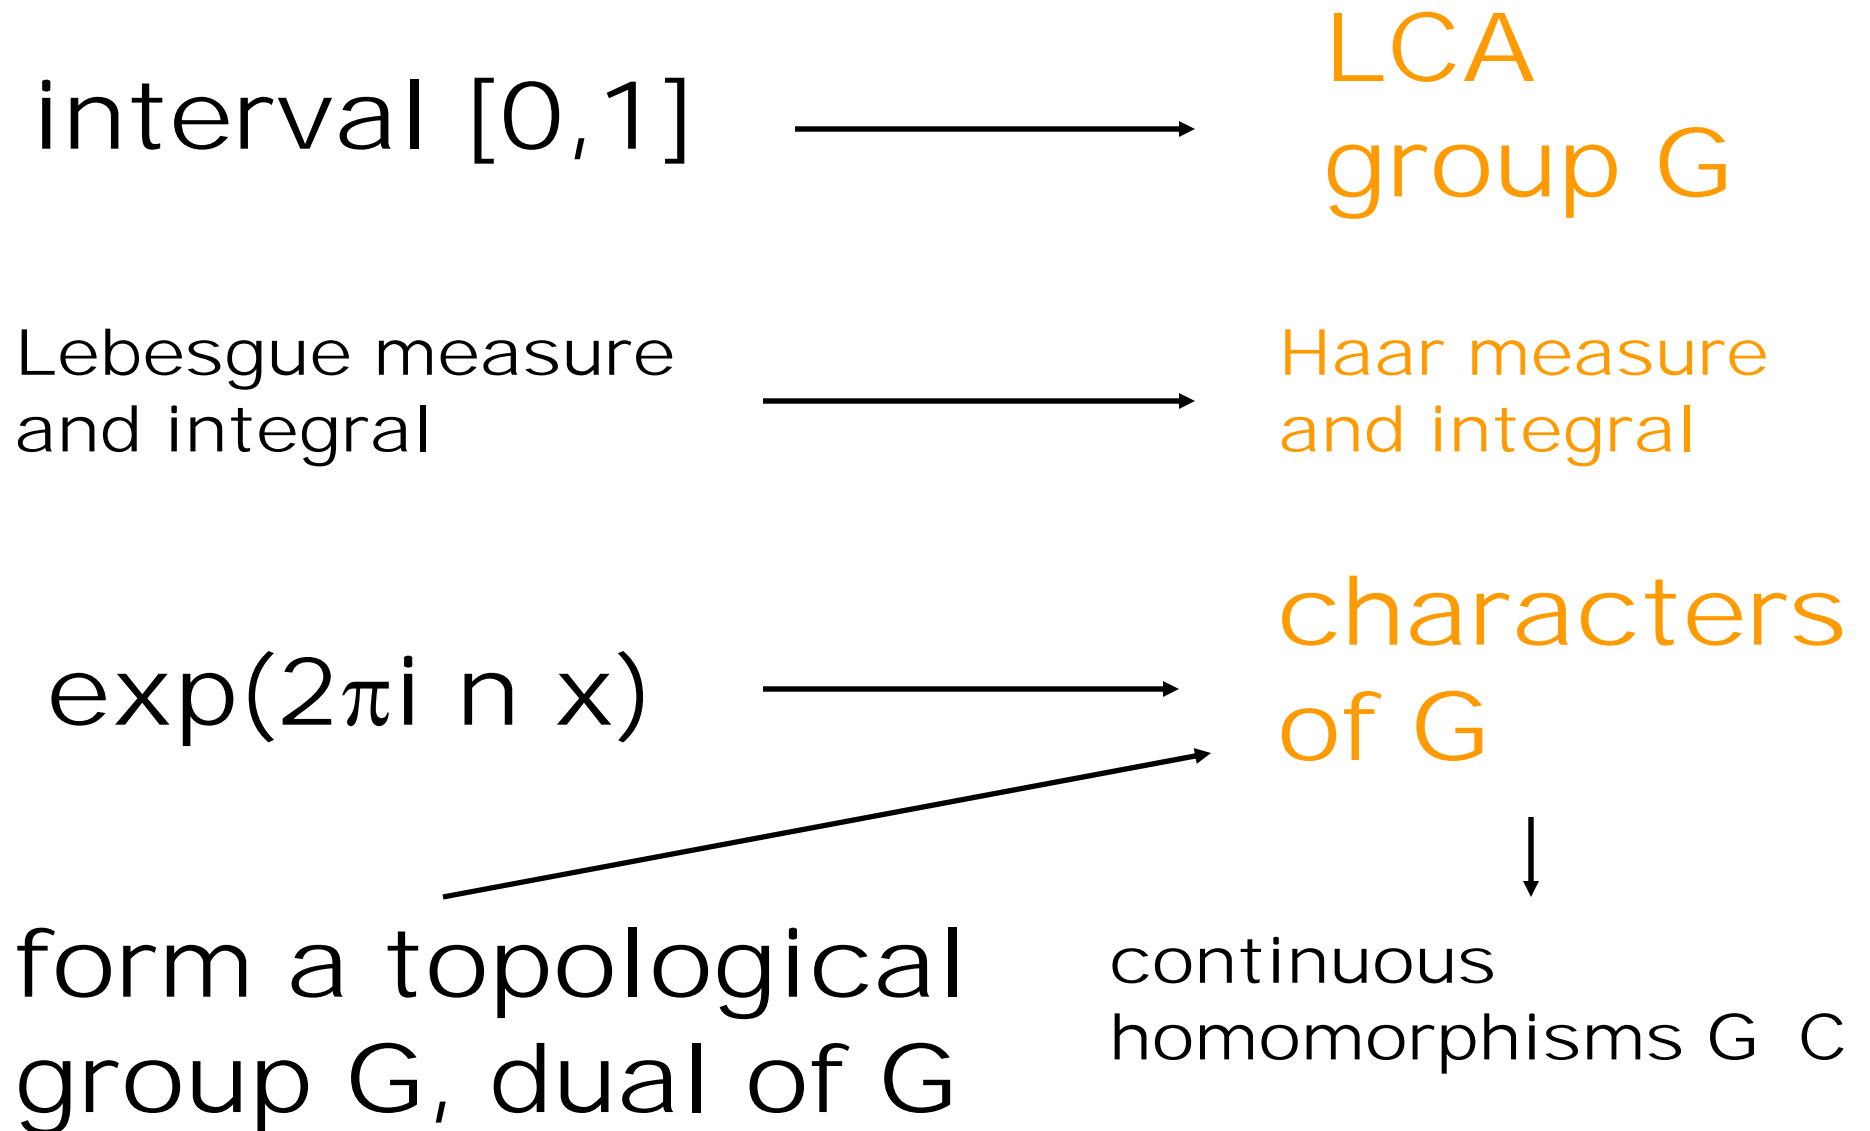 interval [0,1]
LCA
group G
Lebesgue measure
and integral
Haar measure
and integral
exp(2πi n x)
characters
of G
form a topological
group G, dual of G
continuous
homomorphisms G C